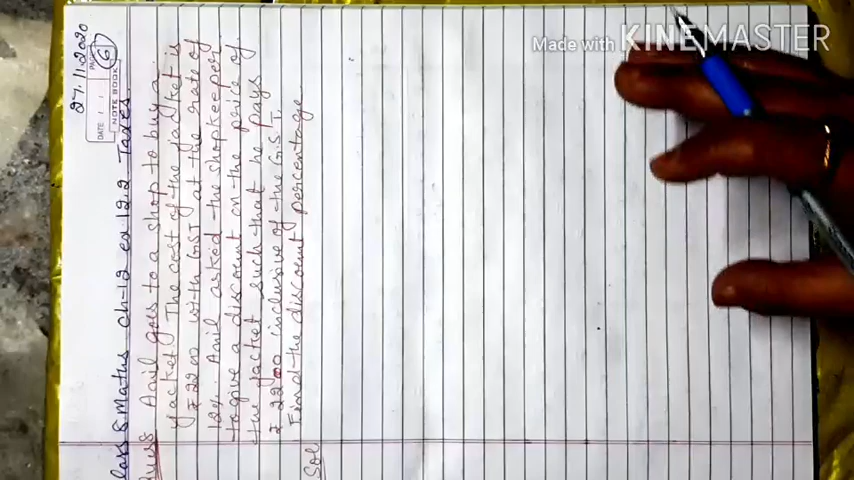 27.11.2020
PAGE 6
DATE
NOTE BOOK
Class 8 Maths ch-12 ex 12.2 Taxes
Ques Anil goes to a shop to buy a
jacket. The cost of the jacket is
₹ 2200 with GST at the rate of
12%. Anil asked the shopkeeper
to give a discount on the price of
the jacket such that he pays
₹ 2200 inclusive of the G.S.T.
Find the discount percentage
Sol
Made with KINEMASTER